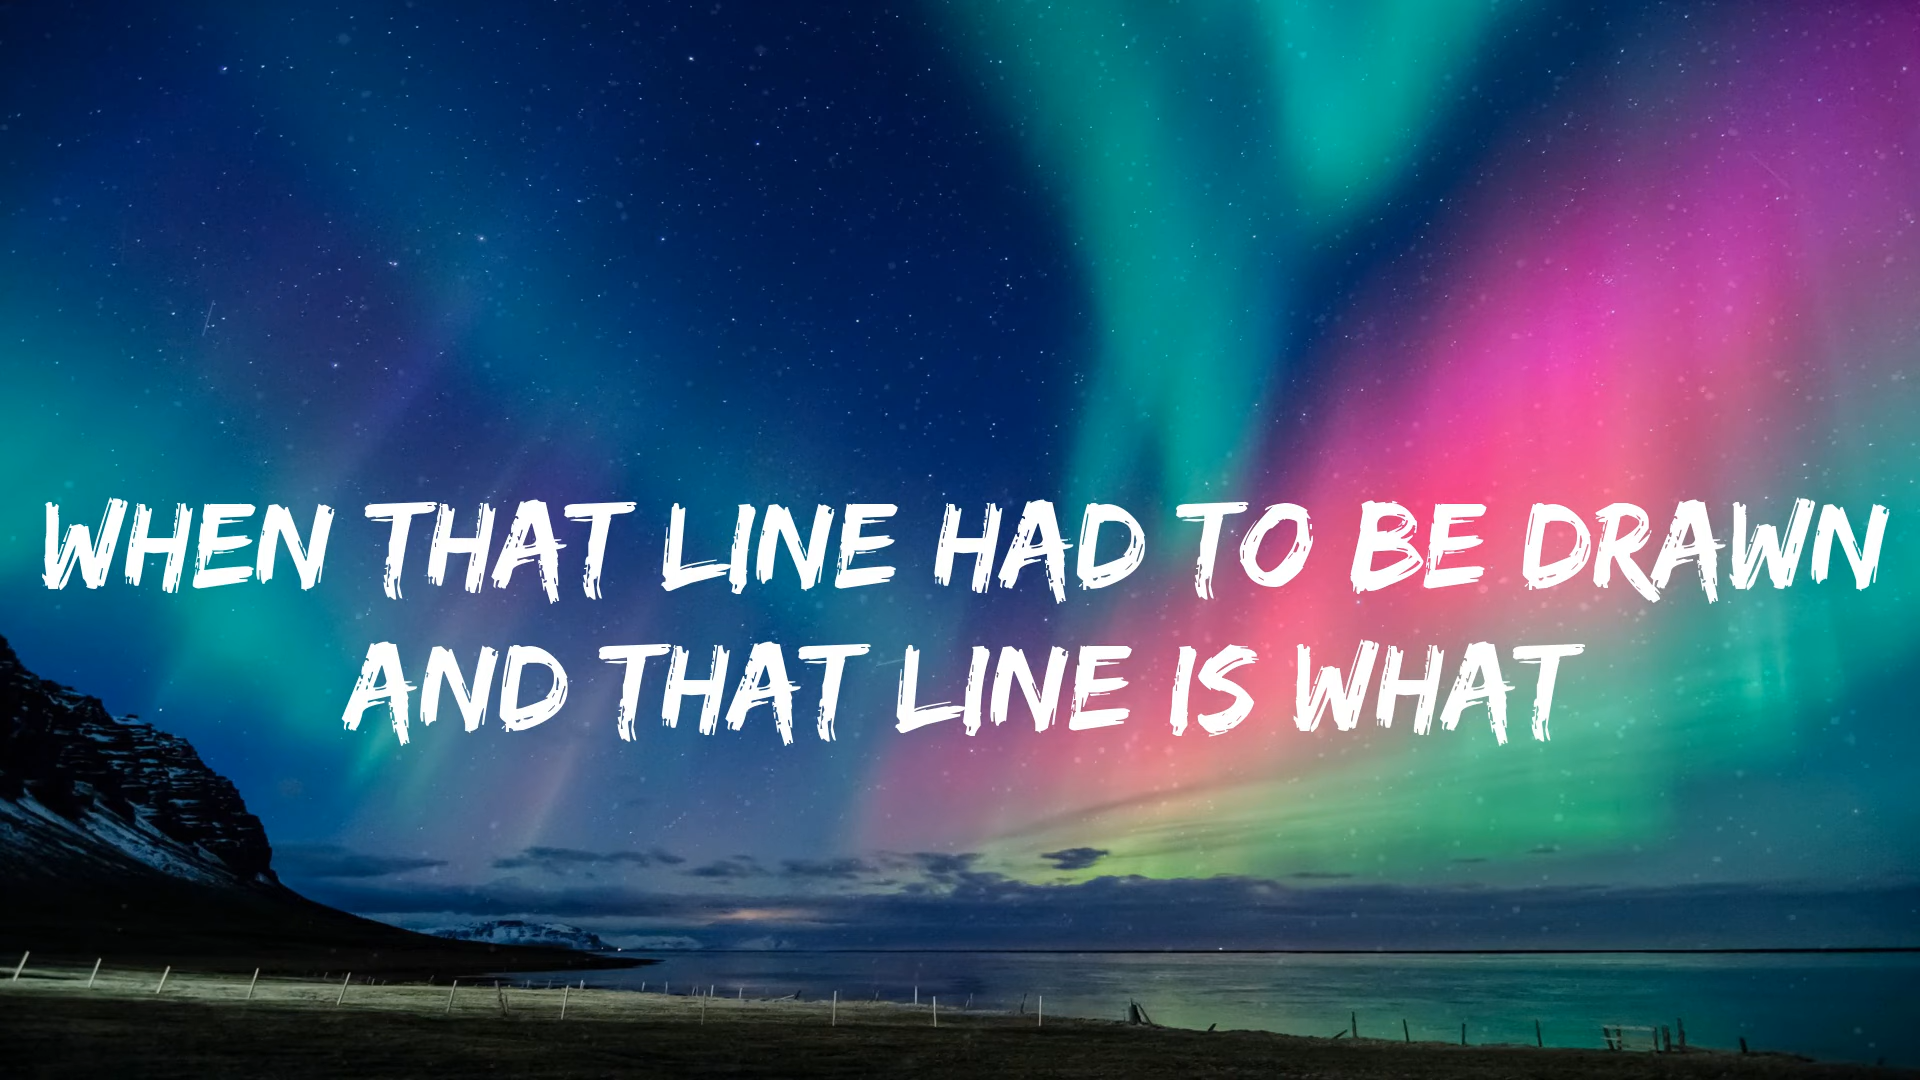 WHEN THAT LINE HAD TO BE DRAWN
AND THAT LINE IS WHAT